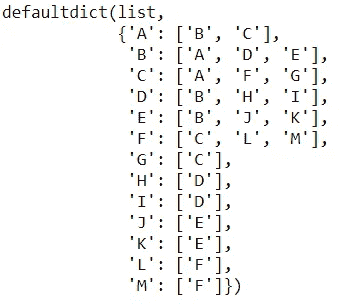 defaultdict(list,
            {'A': ['B', 'C'],
             'B': ['A', 'D', 'E'],
             'C': ['A', 'F', 'G'],
             'D': ['B', 'H', 'I'],
             'E': ['B', 'J', 'K'],
             'F': ['C', 'L', 'M'],
             'G': ['C'],
             'H': ['D'],
             'I': ['D'],
             'J': ['E'],
             'K': ['E'],
             'L': ['F'],
             'M': ['F']})